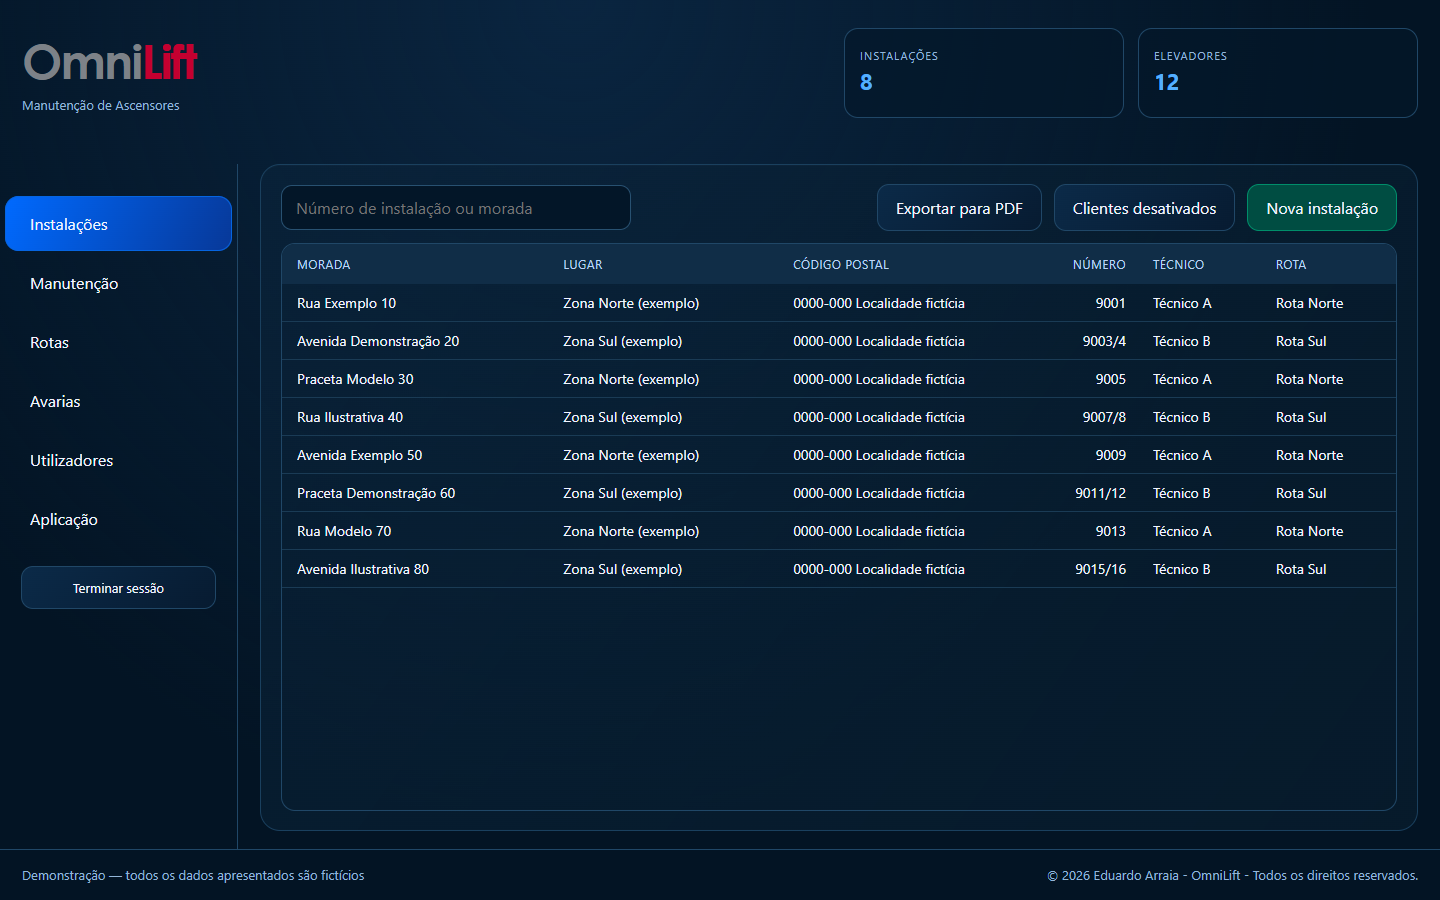 OmniLift
Manutenção de Ascensores
INSTALAÇÕES
8
ELEVADORES
12
Instalações
Manutenção
Rotas
Avarias
Utilizadores
Aplicação
Terminar sessão
Número de instalação ou morada
Exportar para PDF
Clientes desativados
Nova instalação
MORADA LUGAR CÓDIGO POSTAL NÚMERO TÉCNICO ROTA
Rua Exemplo 10 Zona Norte (exemplo) 0000-000 Localidade fictícia 9001 Técnico A Rota Norte
Avenida Demonstração 20 Zona Sul (exemplo) 0000-000 Localidade fictícia 9003/4 Técnico B Rota Sul
Praceta Modelo 30 Zona Norte (exemplo) 0000-000 Localidade fictícia 9005 Técnico A Rota Norte
Rua Ilustrativa 40 Zona Sul (exemplo) 0000-000 Localidade fictícia 9007/8 Técnico B Rota Sul
Avenida Exemplo 50 Zona Norte (exemplo) 0000-000 Localidade fictícia 9009 Técnico A Rota Norte
Praceta Demonstração 60 Zona Sul (exemplo) 0000-000 Localidade fictícia 9011/12 Técnico B Rota Sul
Rua Modelo 70 Zona Norte (exemplo) 0000-000 Localidade fictícia 9013 Técnico A Rota Norte
Avenida Ilustrativa 80 Zona Sul (exemplo) 0000-000 Localidade fictícia 9015/16 Técnico B Rota Sul
Demonstração — todos os dados apresentados são fictícios
© 2026 Eduardo Arraia - OmniLift - Todos os direitos reservados.